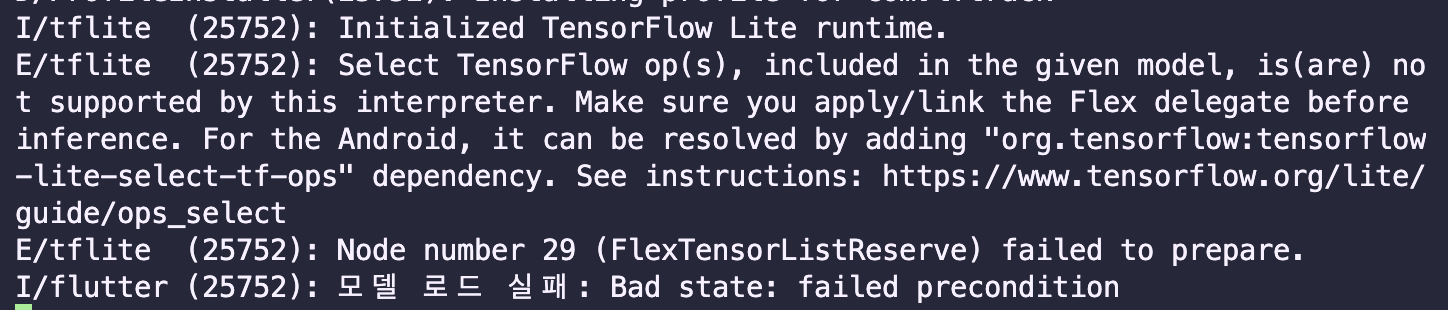 I/tflite  (25752): Initialized TensorFlow Lite runtime.
E/tflite  (25752): Select TensorFlow op(s), included in the given model, is(are) no
t supported by this interpreter. Make sure you apply/link the Flex delegate before
inference. For the Android, it can be resolved by adding "org.tensorflow:tensorflow
-lite-select-tf-ops" dependency. See instructions: https://www.tensorflow.org/lite/
guide/ops_select
E/tflite  (25752): Node number 29 (FlexTensorListReserve) failed to prepare.
I/flutter (25752): 모델 로드 실패: Bad state: failed precondition